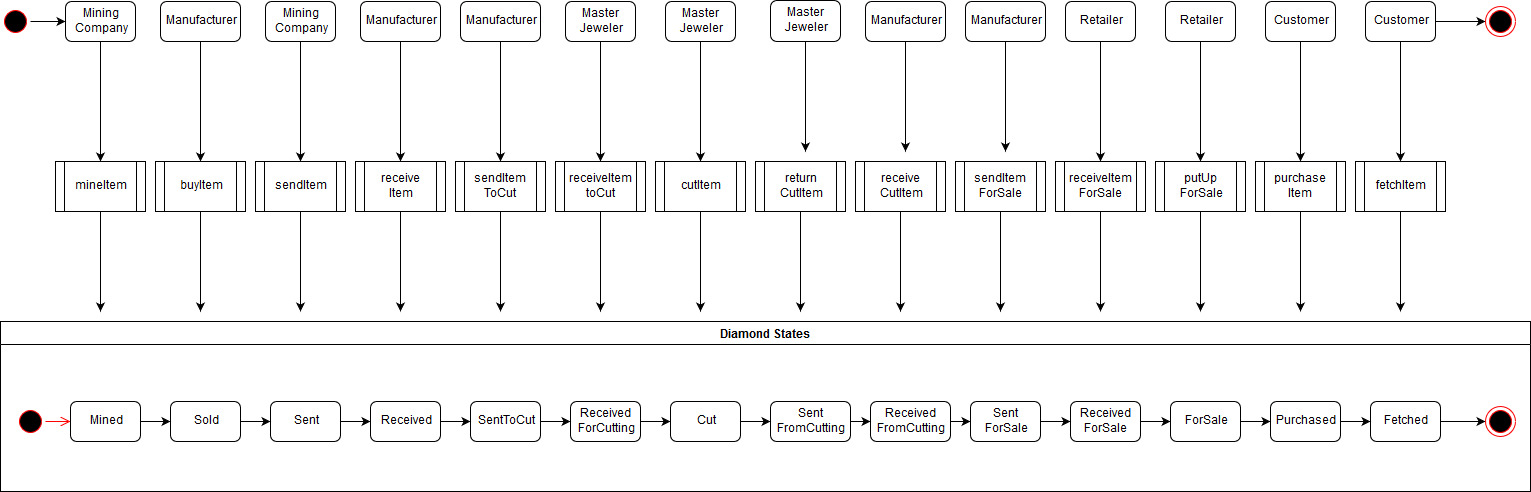 Mining
Company
Manufacturer
Mining
Company
Manufacturer
Manufacturer
Master
Jeweler
Master
Jeweler
Master
Jeweler
Manufacturer
Manufacturer
Retailer
Retailer
Customer
Customer
mineItem
buyItem
sendItem
receive
Item
sendItem
ToCut
receiveItem
toCut
cutItem
return
CutItem
receive
CutItem
sendItem
ForSale
receiveItem
ForSale
putUp
ForSale
purchase
Item
fetchItem
Diamond States
Mined
Sold
Sent
Received
SentToCut
Received
ForCutting
Cut
Sent
FromCutting
Received
FromCutting
Sent
ForSale
Received
ForSale
ForSale
Purchased
Fetched